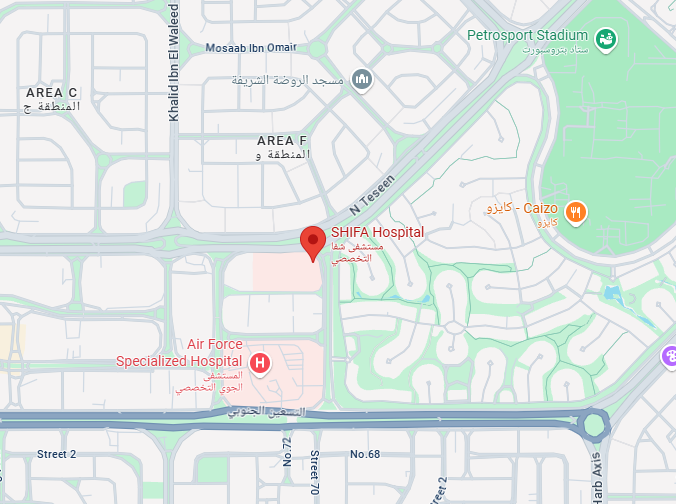 Khalid Ibn El Waleed
Petrosport Stadium
ستاد بتروسبورت
Mosaab Ibn Omair
مسجد الروضة الشريفة
AREA C
المنطقة ج
AREA F
المنطقة و
N Teseen
كايزو - Caizo
كايزو
SHIFA Hospital
مستشفى شفا
التخصصي
Air Force
Specialized Hospital
المستشفى
الجوي التخصصي
التسعين الجنوبي
Street 2
No.72
Street 70
No.68
Street 2
Harb Axis